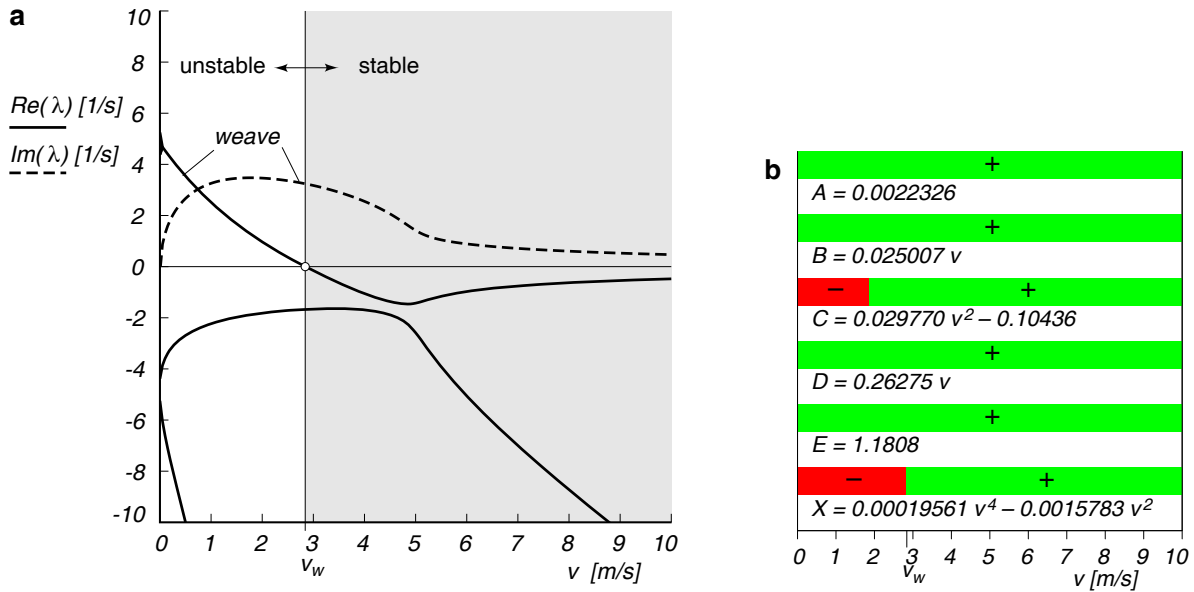 a
10
8
6
4
2
0
-2
-4
-6
-8
-10
unstable
stable
Re(λ) [1/s]
Im(λ) [1/s]
weave
0 1 2 3 4 5 6 7 8 9 10
v_w
v [m/s]
b
+
A = 0.0022326
+
B = 0.025007 v
− +
C = 0.029770 v² – 0.10436
+
D = 0.26275 v
+
E = 1.1808
− +
X = 0.00019561 v⁴ – 0.0015783 v²
0 1 2 3 4 5 6 7 8 9 10
v_w
v [m/s]